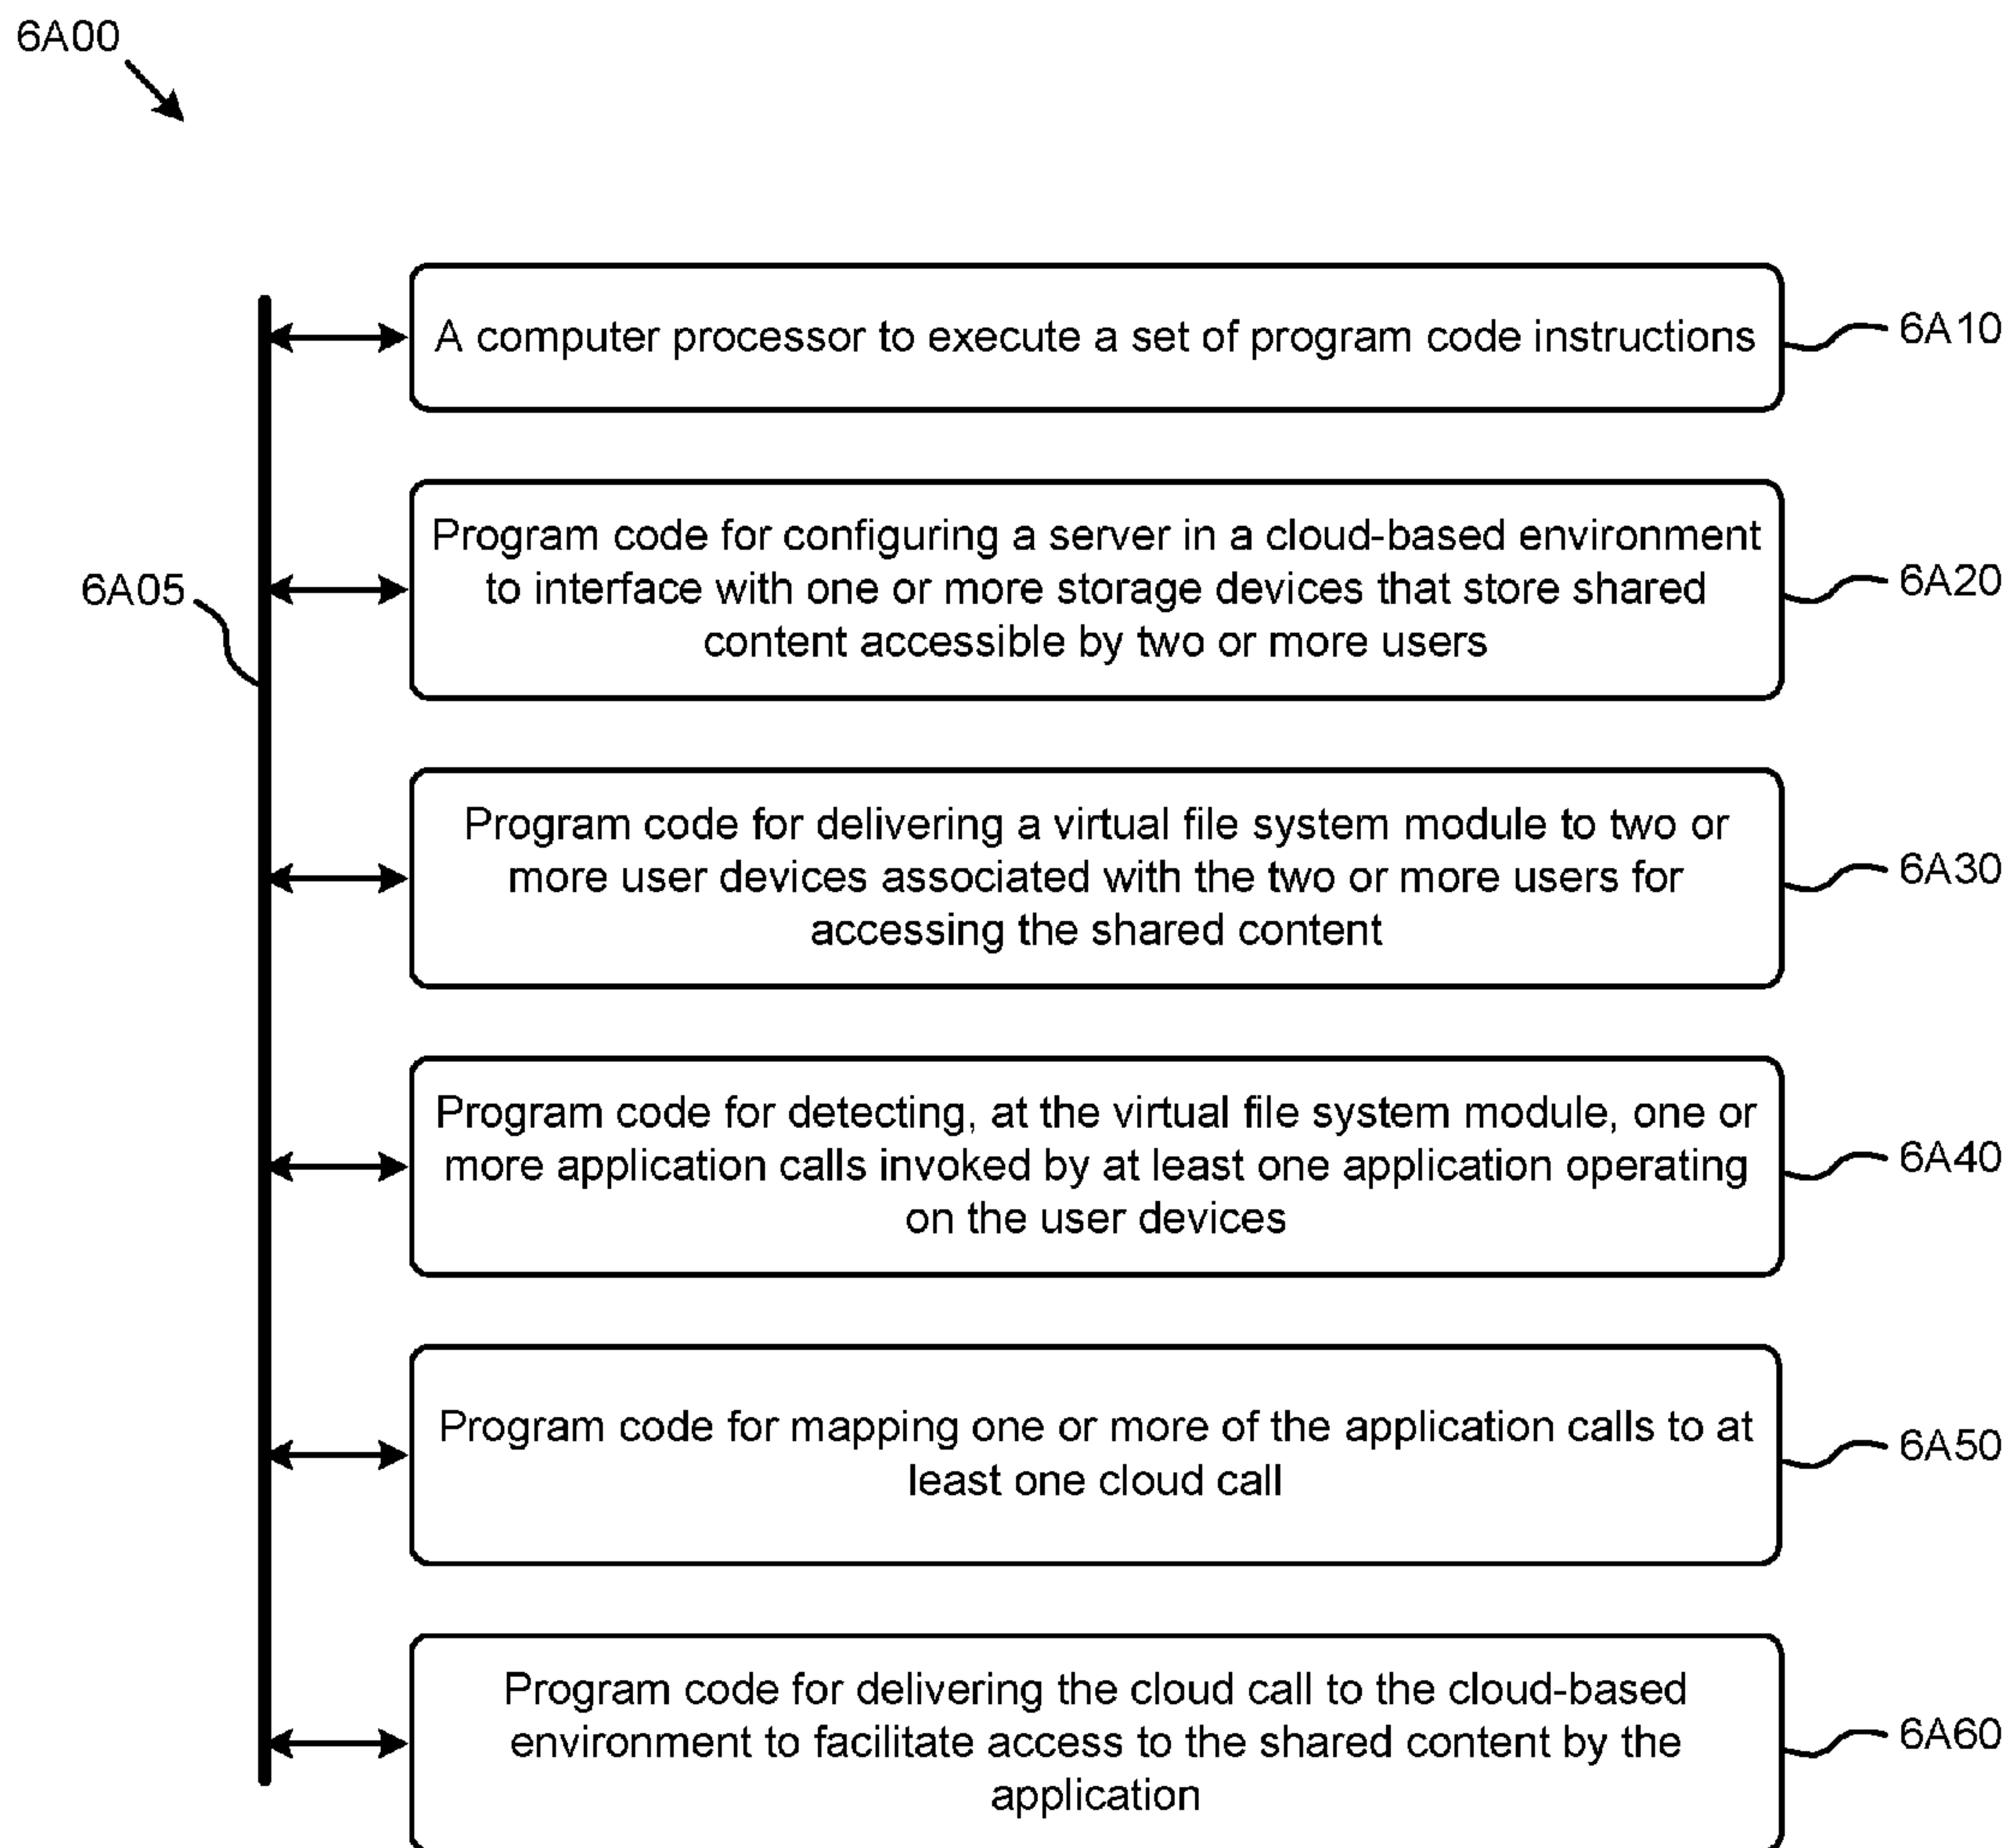 6A00
A computer processor to execute a set of program code instructions
6A10
Program code for configuring a server in a cloud-based environment
to interface with one or more storage devices that store shared
content accessible by two or more users
6A20
6A05
Program code for delivering a virtual file system module to two or
more user devices associated with the two or more users for
accessing the shared content
6A30
Program code for detecting, at the virtual file system module, one or
more application calls invoked by at least one application operating
on the user devices
6A40
Program code for mapping one or more of the application calls to at
least one cloud call
6A50
Program code for delivering the cloud call to the cloud-based
environment to facilitate access to the shared content by the
application
6A60